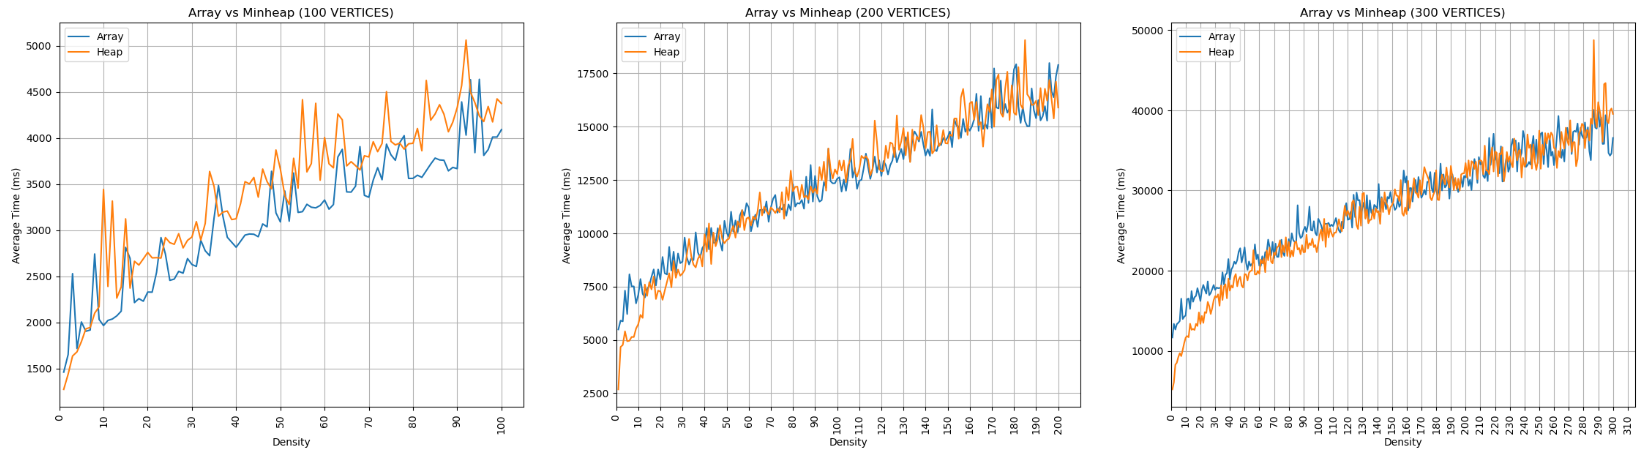 Array vs Minheap (100 VERTICES)
Array
Heap
5000
4500
4000
3500
3000
2500
2000
1500
Average Time (ms)
0 10 20 30 40 50 60 70 80 90 100
Density
Array vs Minheap (200 VERTICES)
Array
Heap
17500
15000
12500
10000
7500
5000
2500
Average Time (ms)
0 10 20 30 40 50 60 70 80 90 100 110 120 130 140 150 160 170 180 190 200
Density
Array vs Minheap (300 VERTICES)
Array
Heap
50000
40000
30000
20000
10000
Average Time (ms)
0 10 20 30 40 50 60 70 80 90 100 110 120 130 140 150 160 170 180 190 200 210 220 230 240 250 260 270 280 290 300 310
Density